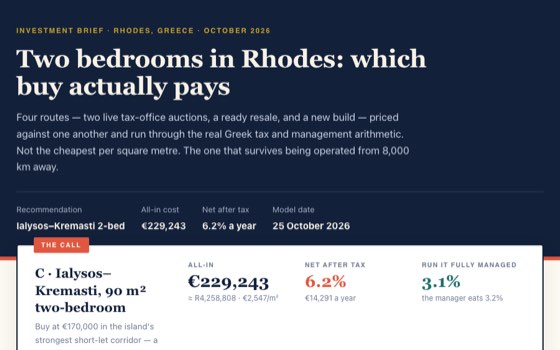 INVESTMENT BRIEF · RHODES, GREECE · OCTOBER 2026
Two bedrooms in Rhodes: which
buy actually pays
Four routes — two live tax-office auctions, a ready resale, and a new build — priced
against one another and run through the real Greek tax and management arithmetic.
Not the cheapest per square metre. The one that survives being operated from 8,000
km away.
Recommendation
Ialysos–Kremasti 2-bed
All-in cost
€229,243
Net after tax
6.2% a year
Model date
25 October 2026
THE CALL
C · Ialysos–
Kremasti, 90 m²
two-bedroom
Buy at €170,000 in the island's
strongest short-let corridor — a
ALL-IN
€229,243
≈ R4,258,808 · €2,547/m²
NET AFTER TAX
6.2%
€14,291 a year
RUN IT FULLY MANAGED
3.1%
the manager eats 3.2%